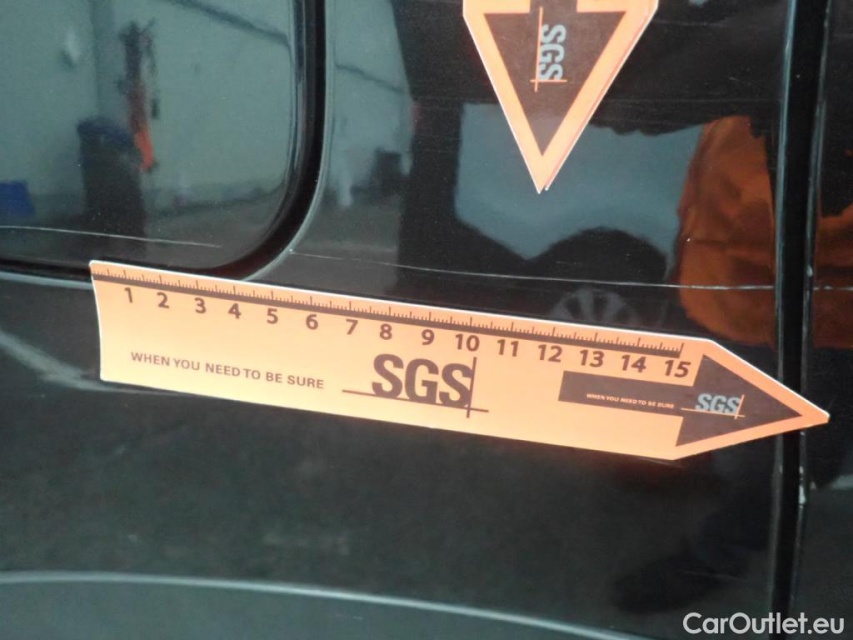 SGS
1 2 3 4 5 6 7 8 9 10 11 12 13 14 15
WHEN YOU NEED TO BE SURE
SGS
WHEN YOU NEED TO BE SURE
SGS
CarOutlet.eu